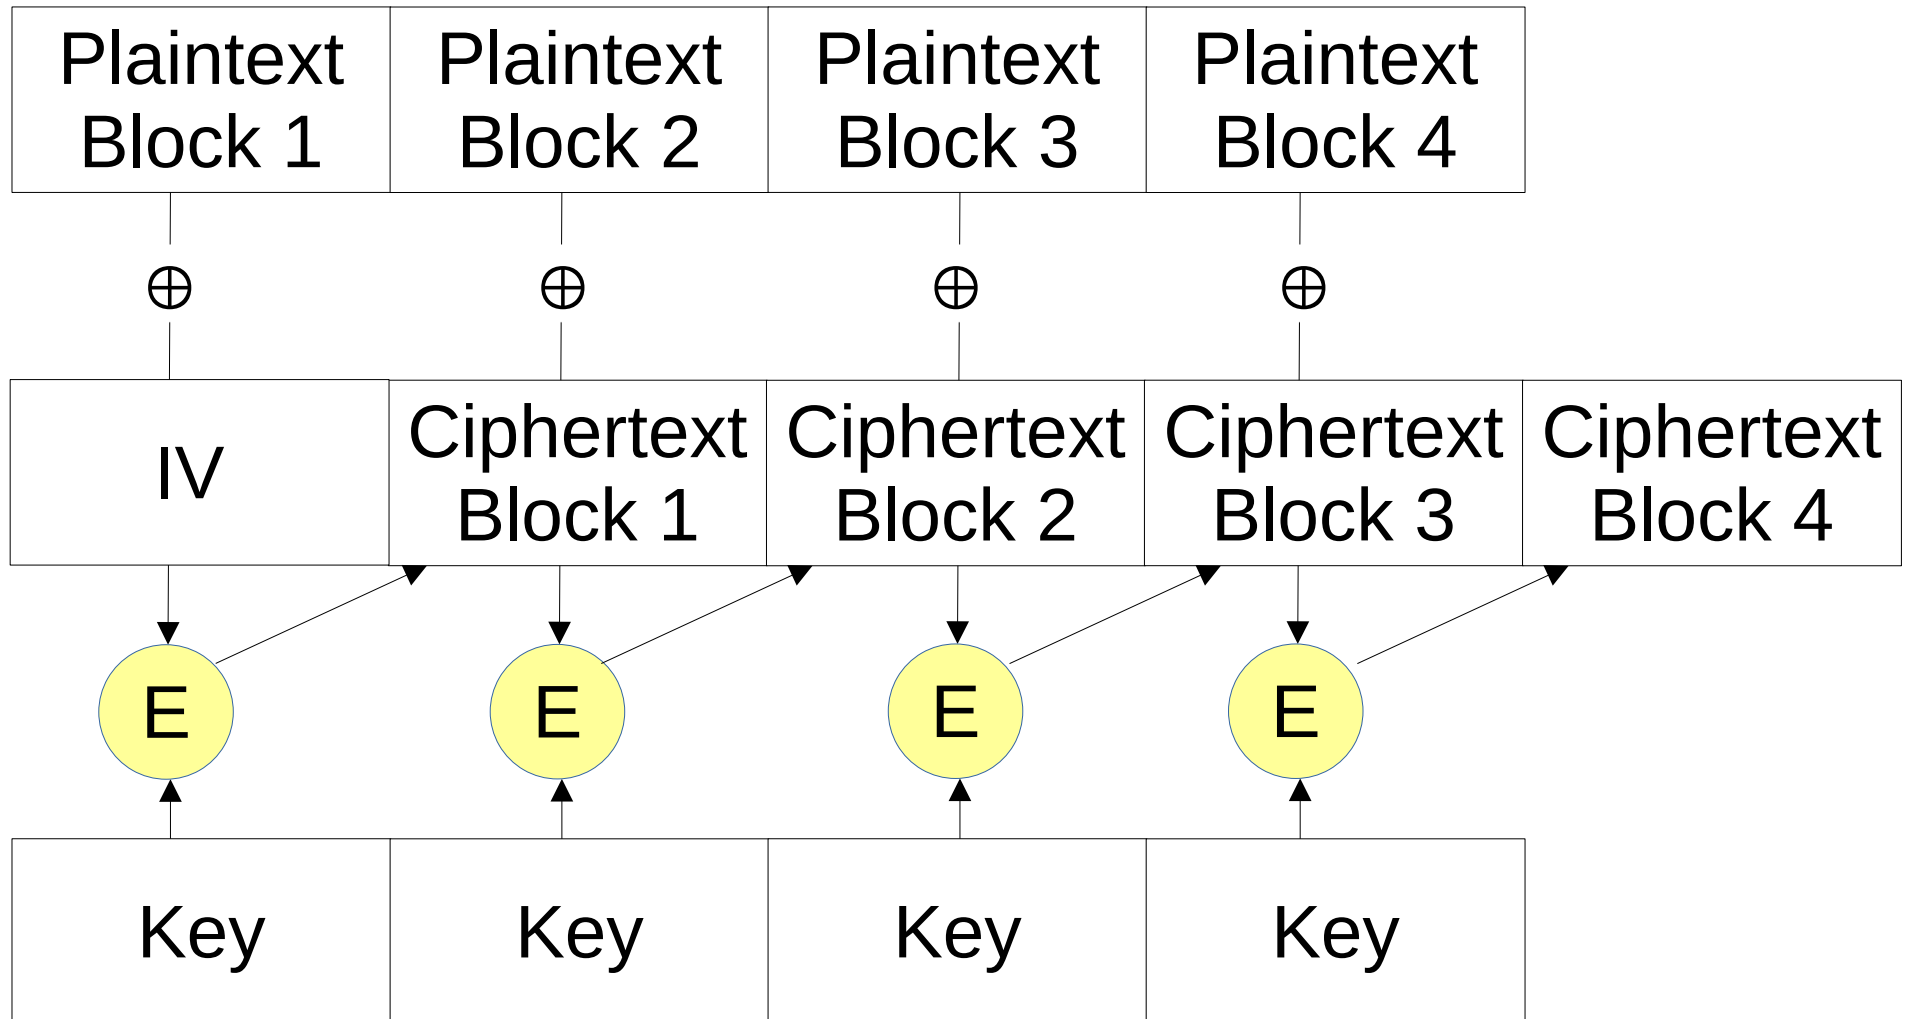 Plaintext
Block 1
Plaintext
Block 2
Plaintext
Block 3
Plaintext
Block 4
⊕
⊕
⊕
⊕
IV
Ciphertext
Block 1
Ciphertext
Block 2
Ciphertext
Block 3
Ciphertext
Block 4
E
E
E
E
Key
Key
Key
Key